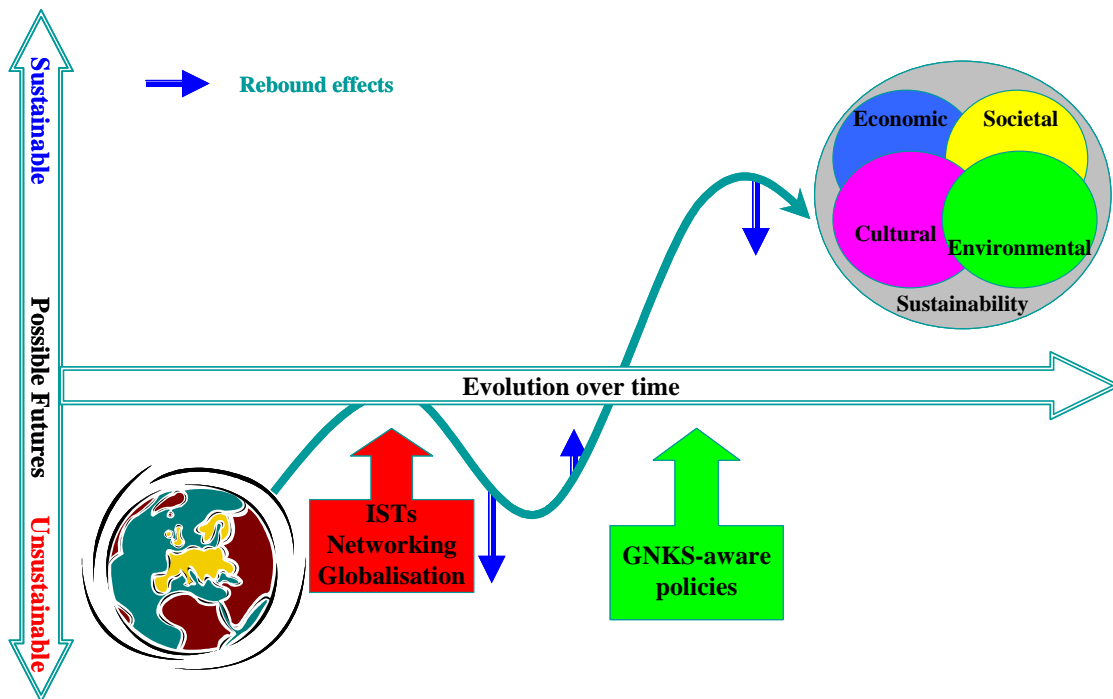 Sustainable
Possible Futures
Unsustainable
Rebound effects
Economic
Societal
Cultural
Environmental
Sustainability
Evolution over time
ISTs
Networking
Globalisation
GNKS-aware
policies